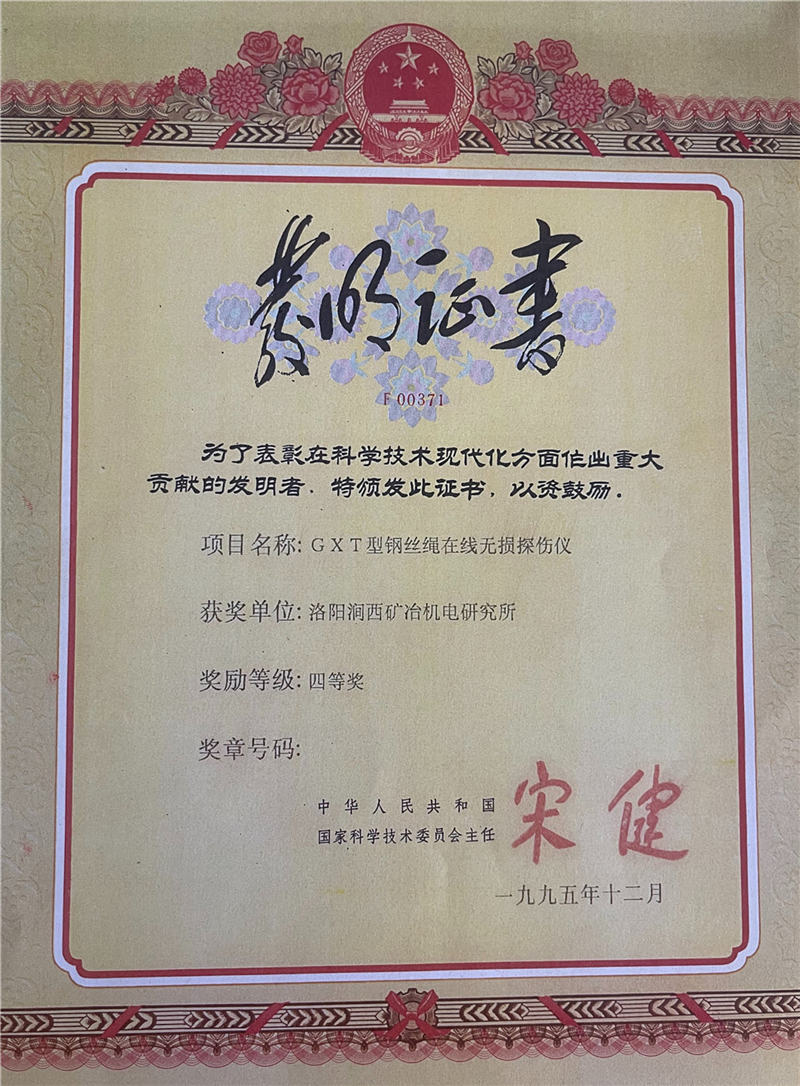 發明证书
F 00371
为了表彰在科学技术现代化方面作出重大
贡献的发明者，特颁发此证书，以资鼓励。
项目名称: GXT型钢丝绳在线无损探伤仪
获奖单位: 洛阳涧西矿冶机电研究所
奖励等级: 四等奖
奖章号码:
中华人民共和国
国家科学技术委员会主任
宋健
一九九五年十二月